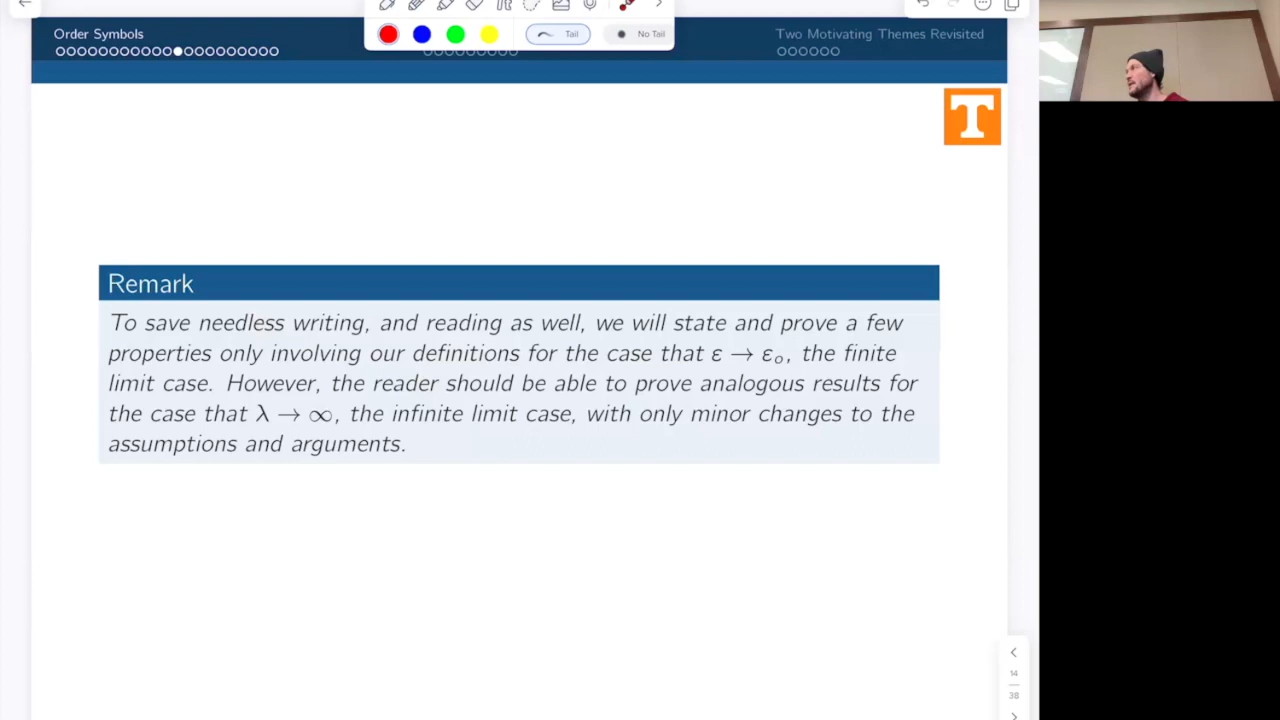 Order Symbols
Two Motivating Themes Revisited
Tail
No Tail
T
Remark
To save needless writing, and reading as well, we will state and prove a few
properties only involving our definitions for the case that ε → εₒ, the finite
limit case. However, the reader should be able to prove analogous results for
the case that λ → ∞, the infinite limit case, with only minor changes to the
assumptions and arguments.
14
38